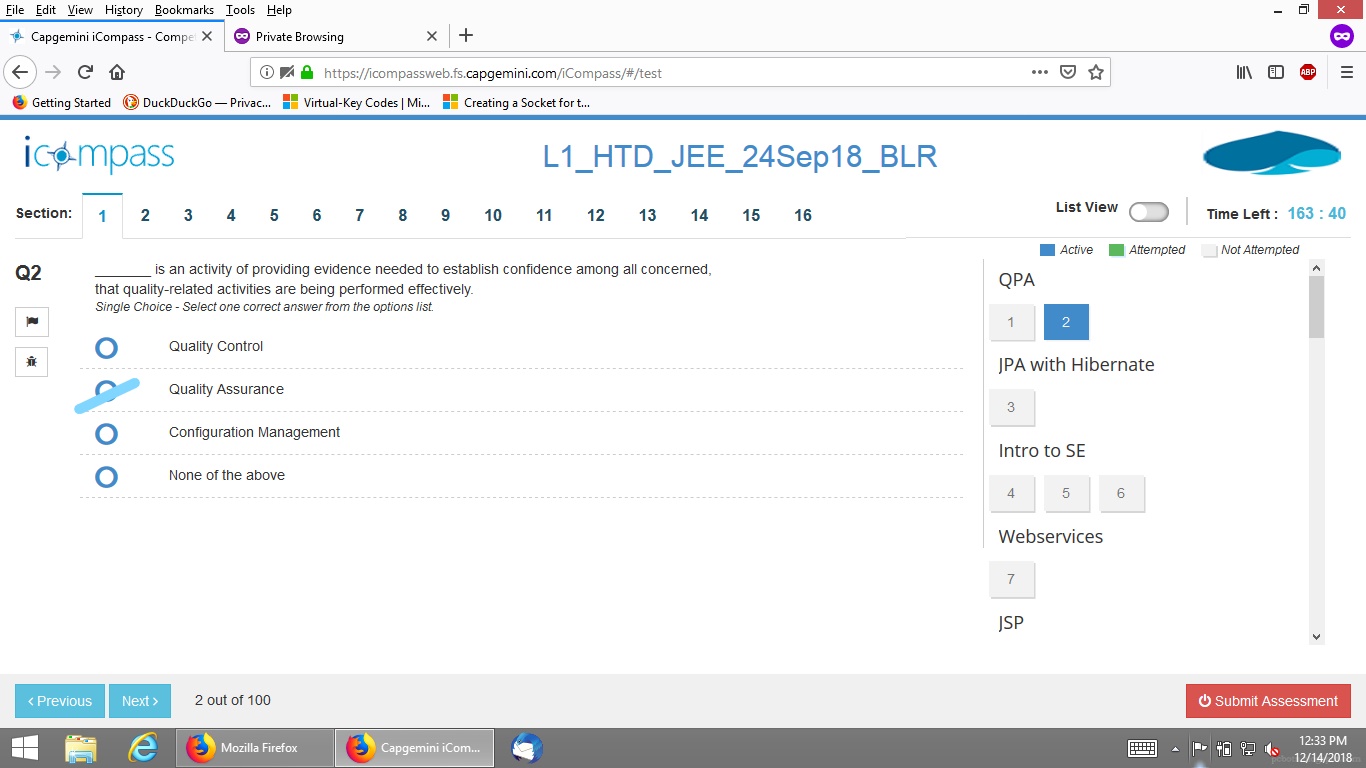 File Edit View History Bookmarks Tools Help
Capgemini iCompass - Compe
Private Browsing
https://icompassweb.fs.capgemini.com/iCompass/#/test
Getting Started
DuckDuckGo — Privac...
Virtual-Key Codes | Mi...
Creating a Socket for t...
ABP
icompass
L1_HTD_JEE_24Sep18_BLR
Section: 1 2 3 4 5 6 7 8 9 10 11 12 13 14 15 16
List View
Time Left : 163 : 40
Active Attempted Not Attempted
Q2
_______ is an activity of providing evidence needed to establish confidence among all concerned,
that quality-related activities are being performed effectively.
Single Choice - Select one correct answer from the options list.
Quality Control
Quality Assurance
Configuration Management
None of the above
QPA
1 2
JPA with Hibernate
3
Intro to SE
4 5 6
Webservices
7
JSP
Previous
Next
2 out of 100
Submit Assessment
Mozilla Firefox
Capgemini iCom...
12:33 PM
12/14/2018